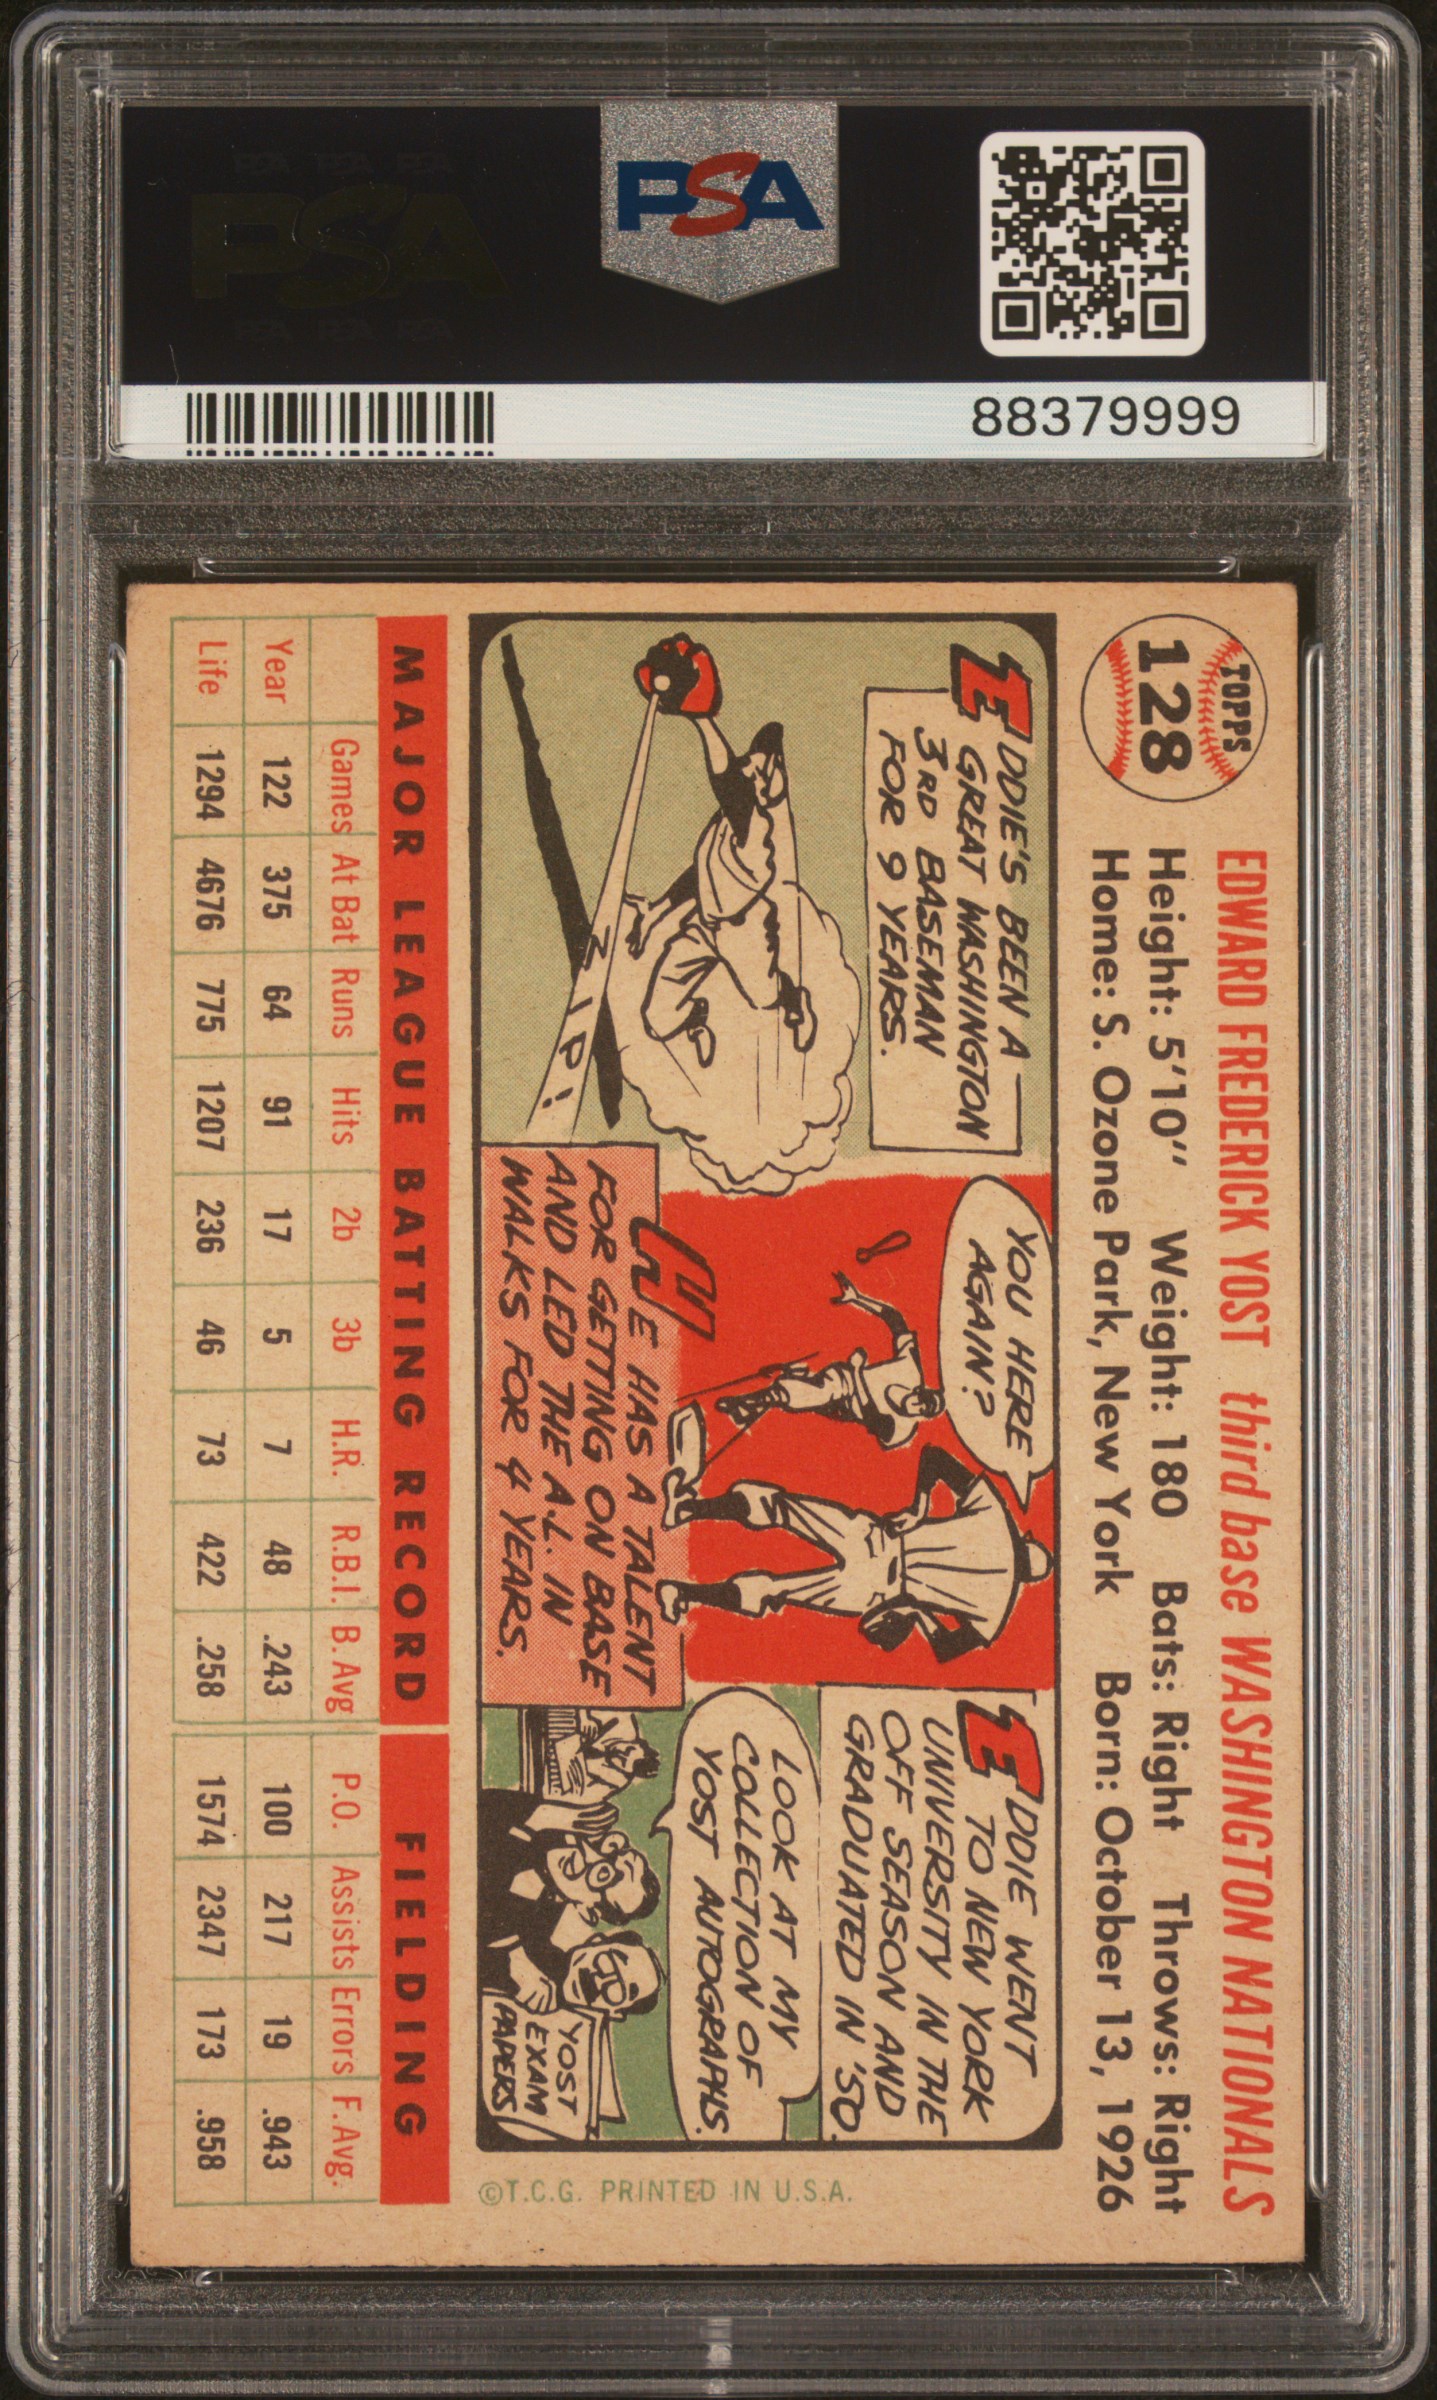 PSA
88379999
TOPPS
128
EDWARD FREDERICK YOST third base WASHINGTON NATIONALS
Height: 5'10" Weight: 180 Bats: Right Throws: Right
Home: S. Ozone Park, New York Born: October 13, 1926
EDDIE'S BEEN A
GREAT WASHINGTON
3RD BASEMAN
FOR 9 YEARS.
ZIP!
YOU HERE
AGAIN?
HE HAS A TALENT
FOR GETTING ON BASE
AND LED THE A.L. IN
WALKS FOR 4 YEARS.
EDDIE WENT
TO NEW YORK
UNIVERSITY IN THE
OFF SEASON AND
GRADUATED IN '50.
LOOK AT MY
COLLECTION OF
YOST AUTOGRAPHS.
YOST
EXAM
PAPERS
©T.C.G. PRINTED IN U.S.A.
MAJOR LEAGUE BATTING RECORD FIELDING
Games At Bat Runs Hits 2b 3b H.R. R.B.I. B. Avg P.O. Assists Errors F. Avg.
Year 122 375 64 91 17 5 7 48 .243 100 217 19 .943
Life 1294 4676 775 1207 236 46 73 422 .258 1574 2347 173 .958